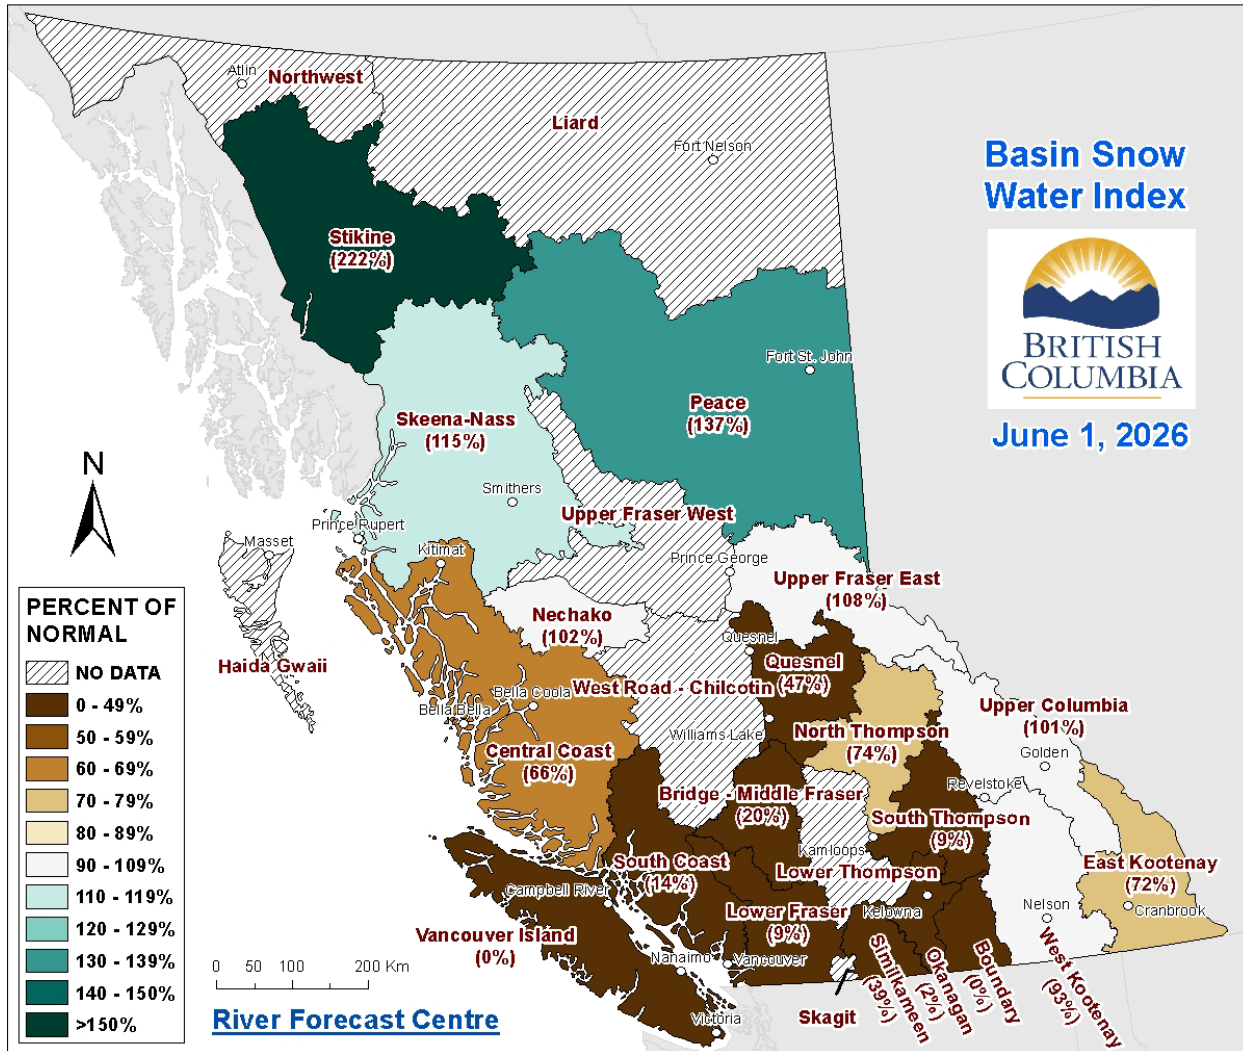 Atlin
Northwest
Liard
Fort Nelson
Basin Snow
Water Index
BRITISH
COLUMBIA
June 1, 2026
Stikine
(222%)
Fort St. John
Peace
(137%)
Skeena-Nass
(115%)
Smithers
Upper Fraser West
Prince Rupert
Kitimat
Prince George
N
Masset
Haida Gwaii
Upper Fraser East
(108%)
Nechako
(102%)
Quesnel
Quesnel
(47%)
West Road - Chilcotin
Bella Coola
Bella Bella
Williams Lake
Central Coast
(66%)
North Thompson
(74%)
Upper Columbia
(101%)
Golden
Revelstoke
Bridge - Middle Fraser
(20%)
South Thompson
(9%)
Kamloops
Lower Thompson
East Kootenay
(72%)
Cranbrook
South Coast
(14%)
Campbell River
Lower Fraser
(9%)
Kelowna
Nelson
Vancouver Island
(0%)
Nanaimo
Vancouver
Victoria
Skagit
Similkameen
(39%)
Okanagan
(2%)
Boundary
(0%)
West Kootenay
(93%)
PERCENT OF
NORMAL
NO DATA
0 - 49%
50 - 59%
60 - 69%
70 - 79%
80 - 89%
90 - 109%
110 - 119%
120 - 129%
130 - 139%
140 - 150%
>150%
0 50 100 200 Km
River Forecast Centre